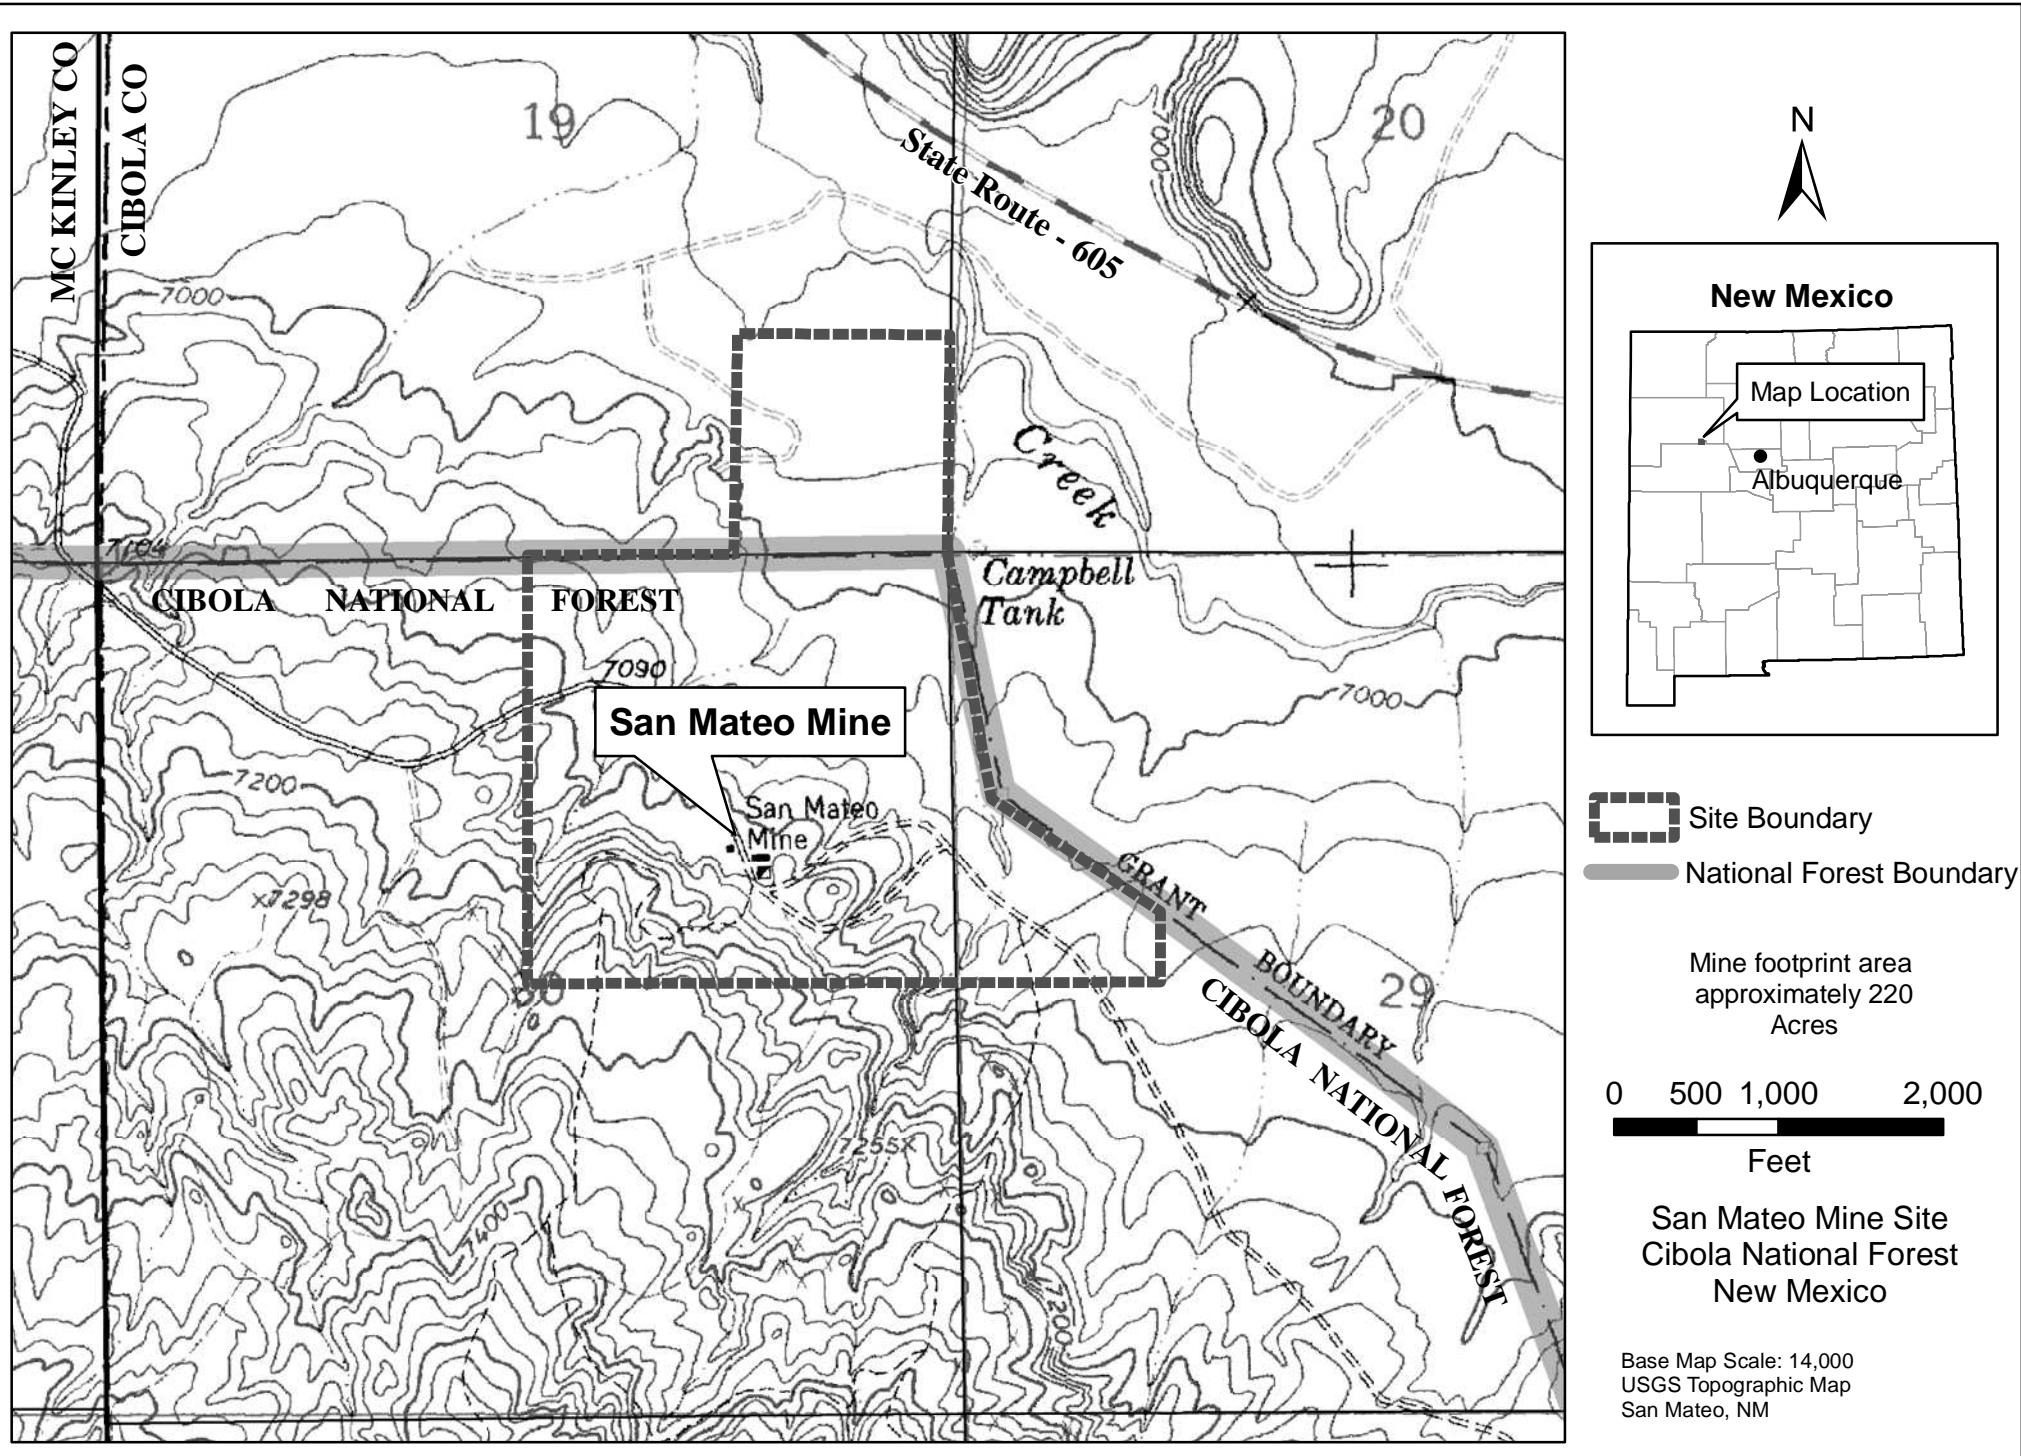 MC KINLEY CO
CIBOLA CO
19
20
7000
State Route - 605
7000
Creek
7104
CIBOLA NATIONAL FOREST
Campbell
Tank
7090
San Mateo Mine
7000
7200
San Mateo
Mine
x7298
GRANT
BOUNDARY
29
CIBOLA NATIONAL FOREST
7255x
7400
7200
N
New Mexico
Map Location
Albuquerque
Site Boundary
National Forest Boundary
Mine footprint area
approximately 220
Acres
0 500 1,000 2,000
Feet
San Mateo Mine Site
Cibola National Forest
New Mexico
Base Map Scale: 14,000
USGS Topographic Map
San Mateo, NM